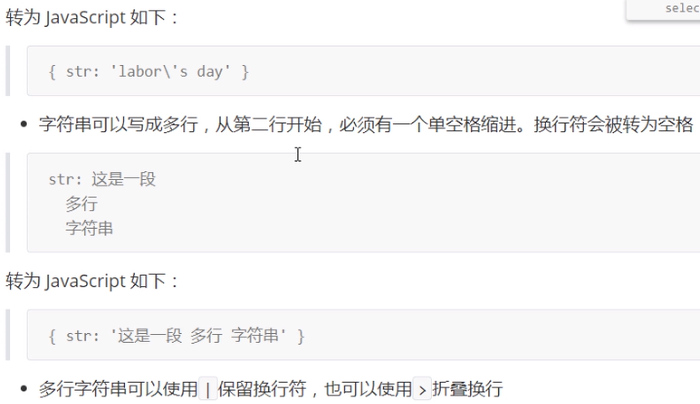 selec
转为 JavaScript 如下：
{ str: 'labor\'s day' }
字符串可以写成多行，从第二行开始，必须有一个单空格缩进。换行符会被转为空格
str: 这是一段
多行
字符串
转为 JavaScript 如下：
{ str: '这是一段 多行 字符串' }
多行字符串可以使用|保留换行符，也可以使用>折叠换行